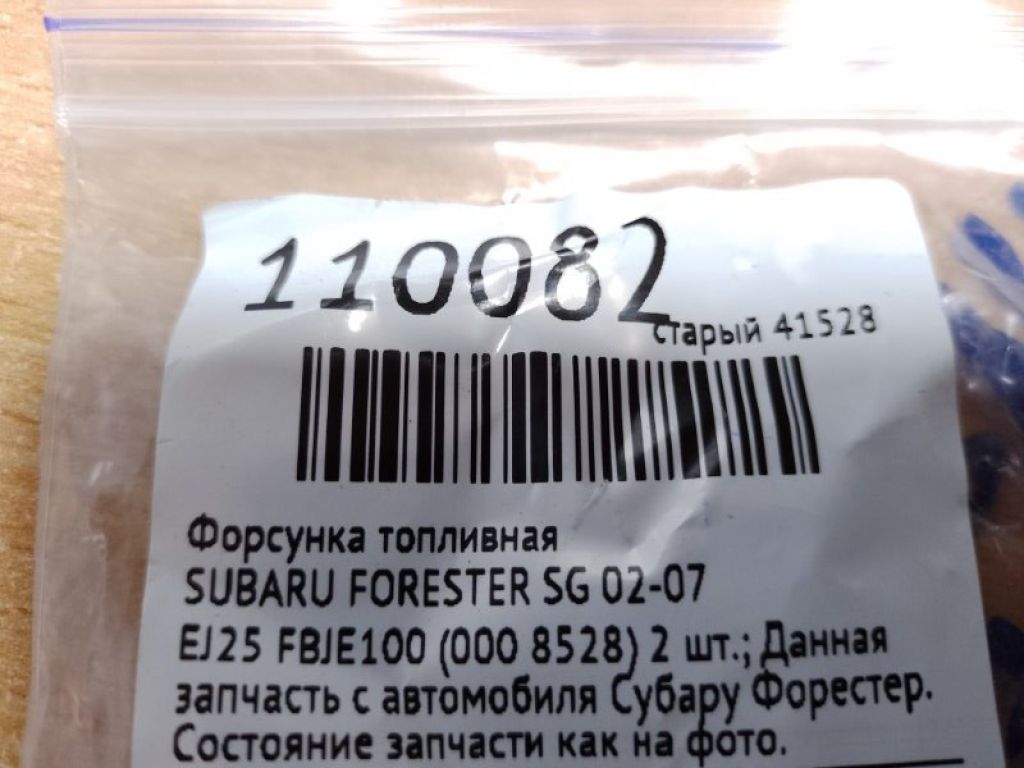 110082
старый 41528
Форсунка топливная
SUBARU FORESTER SG 02-07
EJ25 FBJE100 (000 8528) 2 шт.; Данная
запчасть с автомобиля Субару Форестер.
Состояние запчасти как на фото.